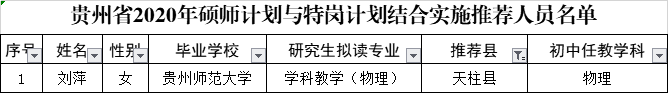 贵州省2020年硕师计划与特岗计划结合实施推荐人员名单
序号 姓名 性别 毕业学校 研究生拟读专业 推荐县 初中任教学科
1 刘萍 女 贵州师范大学 学科教学（物理） 天柱县 物理